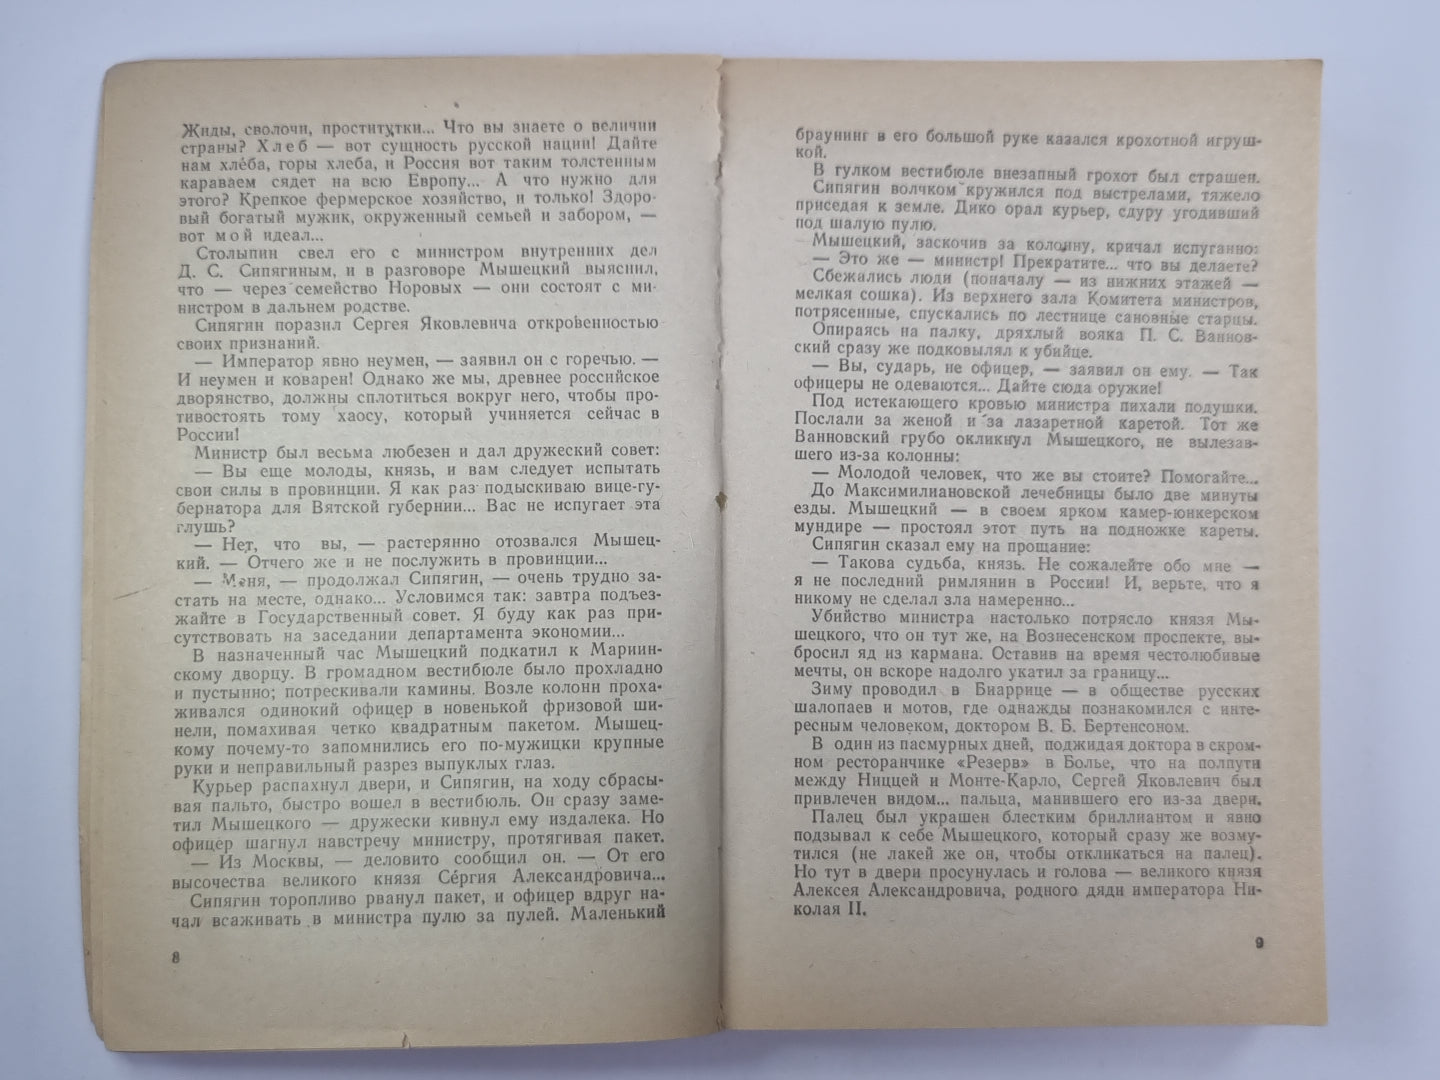 Жиды, сволочи, проститутки... Что вы знаете о величии
страны? Хлеб — вот сущность русской нации! Дайте
нам хлеба, горы хлеба, и Россия вот таким толстенным
караваем сядет на всю Европу... А что нужно для
этого? Крепкое фермерское хозяйство, и только! Здоро-
вый богатый мужик, окруженный семьей и забором, —
вот мой идеал...
Столыпин свел его с министром внутренних дел
Д. С. Сипягиным, и в разговоре Мышецкий выяснил,
что — через семейство Норовых — они состоят с ми-
нистром в дальнем родстве.
Сипягин поразил Сергея Яковлевича откровенностью
своих признаний.
— Император явно неумен, — заявил он с горечью. —
И неумен и коварен! Однако же мы, древнее российское
дворянство, должны сплотиться вокруг него, чтобы про-
тивостоять тому хаосу, который учиняется сейчас в
России!
Министр был весьма любезен и дал дружеский совет:
— Вы еще молоды, князь, и вам следует испытать
свои силы в провинции. Я как раз подыскиваю вице-гу-
бернатора для Вятской губернии... Вас не испугает эта
глушь?
— Нет, что вы, — растерянно отозвался Мышец-
кий. — Отчего же и не послужить в провинции...
— Меня, — продолжал Сипягин, — очень трудно за-
стать на месте, однако... Условимся так: завтра подъез-
жайте в Государственный совет. Я буду как раз при-
сутствовать на заседании департамента экономии...
В назначенный час Мышецкий подкатил к Мариин-
скому дворцу. В громадном вестибюле было прохладно
и пустынно; потрескивали камины. Возле колонн проха-
живался одинокий офицер в новенькой фризовой ши-
нели, помахивая четко квадратным пакетом. Мышец-
кому почему-то запомнились его по-мужицки крупные
руки и неправильный разрез выпуклых глаз.
Курьер распахнул двери, и Сипягин, на ходу сбрасы-
вая пальто, быстро вошел в вестибюль. Он сразу заме-
тил Мышецкого — дружески кивнул ему издалека. Но
офицер шагнул навстречу министру, протягивая пакет.
— Из Москвы, — деловито сообщил он. — От его
высочества великого князя Се́ргия Александровича...
Сипягин торопливо рванул пакет, и офицер вдруг на-
чал всаживать в министра пулю за пулей. Маленький
8
браунинг в его большой руке казался крохотной игруш-
кой.
В гулком вестибюле внезапный грохот был страшен.
Сипягин волчком кружился под выстрелами, тяжело
приседая к земле. Дико орал курьер, сдуру угодивший
под шалую пулю.
Мышецкий, заскочив за колонну, кричал испуганно:
— Это же — министр! Прекратите... что вы делаете?
Сбежались люди (поначалу — из нижних этажей —
мелкая сошка). Из верхнего зала Комитета министров,
потрясенные, спускались по лестнице сановные старцы.
Опираясь на палку, дряхлый вояка П. С. Ваннов-
ский сразу же подковылял к убийце.
— Вы, сударь, не офицер, — заявил он ему. — Так
офицеры не одеваются... Дайте сюда оружие!
Под истекающего кровью министра пихали подушки.
Послали за женой и за лазаретной каретой. Тот же
Ванновский грубо окликнул Мышецкого, не вылезав-
шего из-за колонны:
— Молодой человек, что же вы стоите? Помогайте...
До Максимилиановской лечебницы было две минуты
езды. Мышецкий — в своем ярком камер-юнкерском
мундире — простоял этот путь на подножке кареты.
Сипягин сказал ему на прощание:
— Такова судьба, князь. Не сожалейте обо мне —
я не последний римлянин в России! И, верьте, что я
никому не сделал зла намеренно...
Убийство министра настолько потрясло князя Мы-
шецкого, что он тут же, на Вознесенском проспекте, вы-
бросил яд из кармана. Оставив на время честолюбивые
мечты, он вскоре надолго укатил за границу...
Зиму проводил в Биаррице — в обществе русских
шалопаев и мотов, где однажды познакомился с инте-
ресным человеком, доктором В. Б. Бертенсоном.
В один из пасмурных дней, поджидая доктора в скром-
ном ресторанчике «Резерв» в Болье, что на полпути
между Ниццей и Монте-Карло, Сергей Яковлевич был
привлечен видом... пальца, манившего его из-за двери.
Палец был украшен блестким бриллиантом и явно
подзывал к себе Мышецкого, который сразу же возму-
тился (не лакей же он, чтобы откликаться на палец).
Но тут в двери просунулась и голова — великого князя
Алексея Александровича, родного дяди императора Ни-
колая II.
9